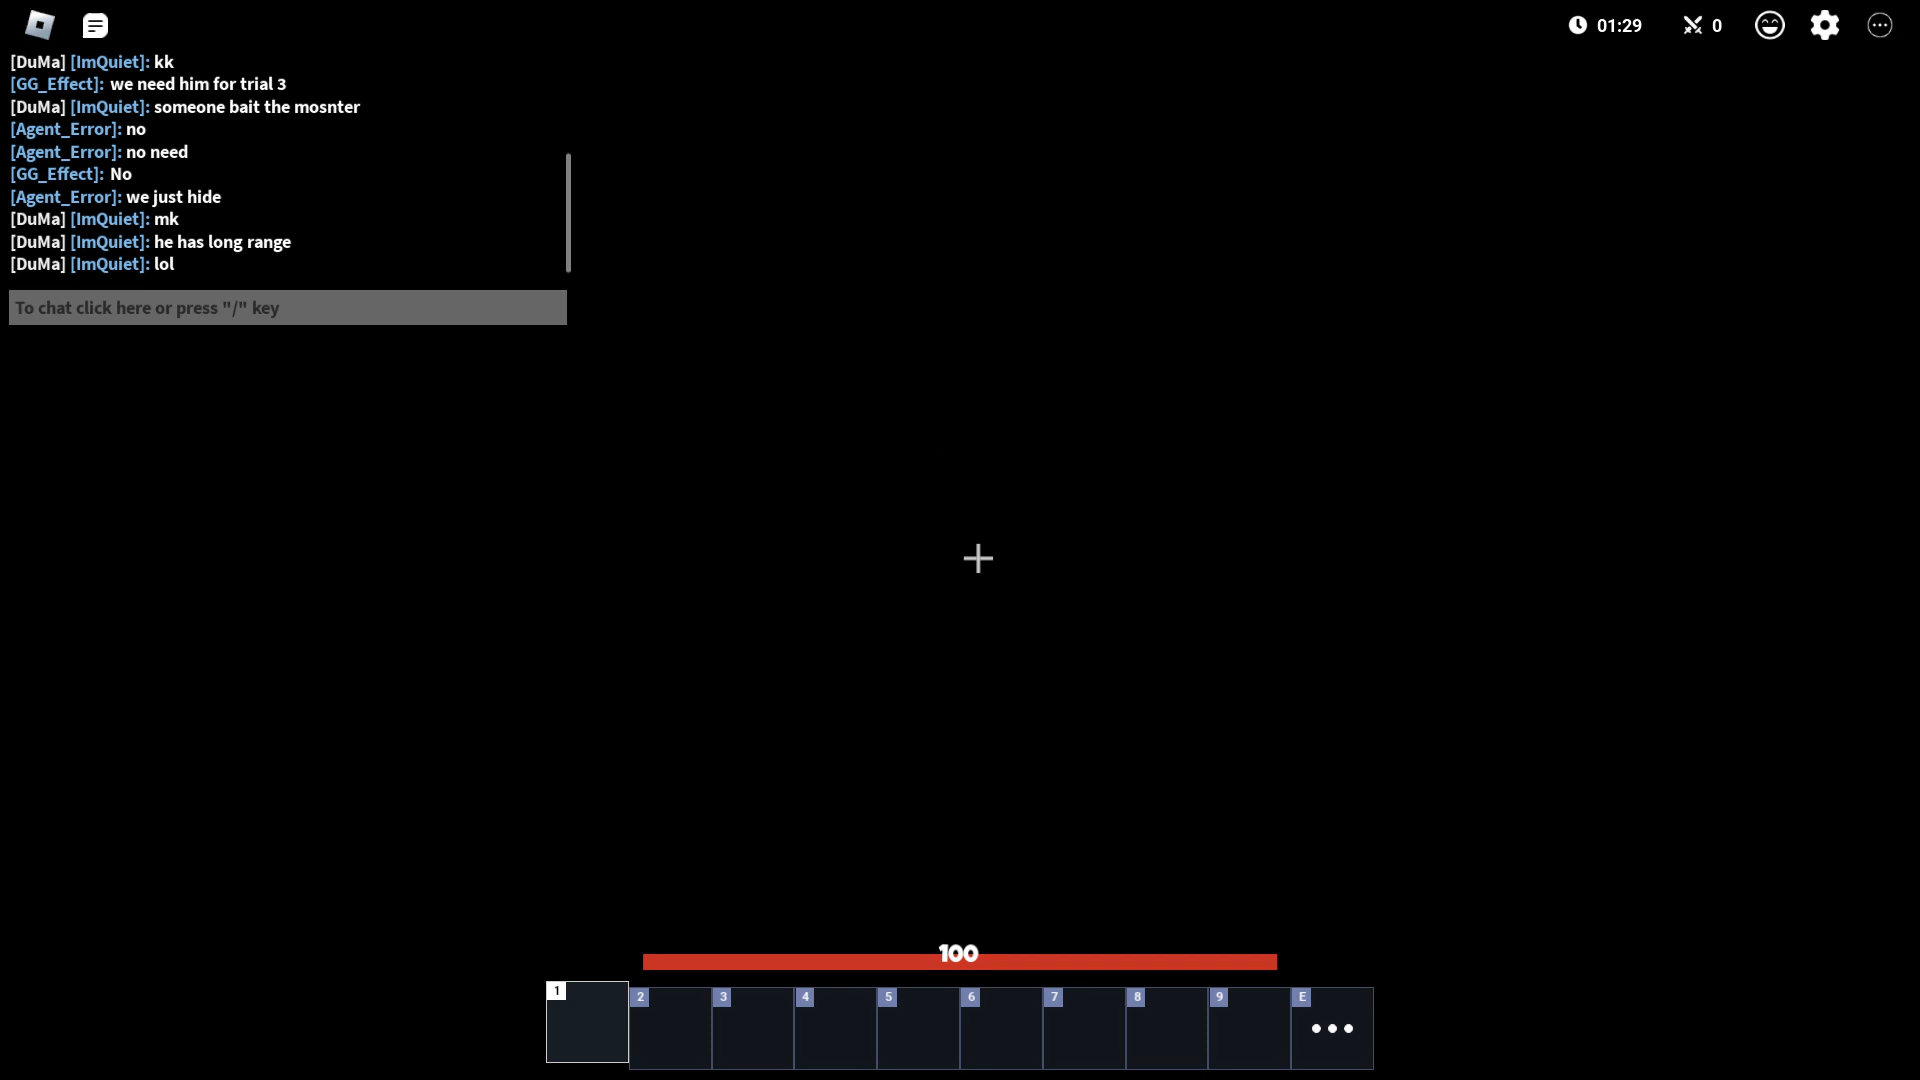 01:29 0
[DuMa] [ImQuiet]: kk
[GG_Effect]: we need him for trial 3
[DuMa] [ImQuiet]: someone bait the mosnter
[Agent_Error]: no
[Agent_Error]: no need
[GG_Effect]: No
[Agent_Error]: we just hide
[DuMa] [ImQuiet]: mk
[DuMa] [ImQuiet]: he has long range
[DuMa] [ImQuiet]: lol
To chat click here or press "/" key
100
1 2 3 4 5 6 7 8 9 E